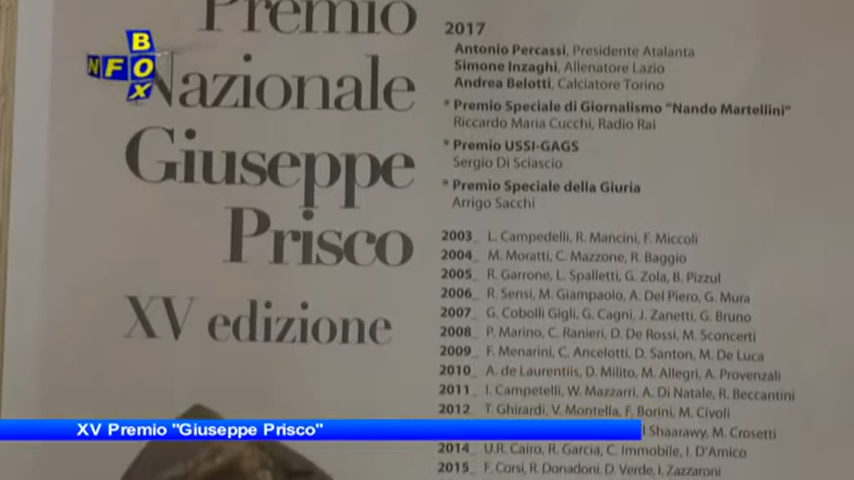 Premio
Nazionale
Giuseppe
Prisco
XV edizione
BOX
INFO
2017
Antonio Percassi, Presidente Atalanta
Simone Inzaghi, Allenatore Lazio
Andrea Belotti, Calciatore Torino
* Premio Speciale di Giornalismo "Nando Martellini"
Riccardo Maria Cucchi, Radio Rai
* Premio USSI-GAGS
Sergio Di Sciascio
* Premio Speciale della Giuria
Arrigo Sacchi
2003_ L. Campedelli, R. Mancini, F. Miccoli
2004_ M. Moratti, C. Mazzone, R. Baggio
2005_ R. Garrone, L. Spalletti, G. Zola, B. Pizzul
2006_ R. Sensi, M. Giampaolo, A. Del Piero, G. Mura
2007_ G. Cobolli Gigli, G. Cagni, J. Zanetti, G. Bruno
2008_ P. Marino, C. Ranieri, D. De Rossi, M. Sconcerti
2009_ F. Menarini, C. Ancelotti, D. Santon, M. De Luca
2010_ A. de Laurentiis, D. Milito, M. Allegri, A. Provenzali
2011_ I. Campetelli, W. Mazzarri, A. Di Natale, R. Beccantini
2012_ T. Ghirardi, V. Montella, F. Borini, M. Civoli
Shaarawy, M. Crosetti
2014_ U.R. Cairo, R. Garcia, C. Immobile, I. D'Amico
2015_ F. Corsi, R. Donadoni, D. Verde, I. Zazzaroni
XV Premio "Giuseppe Prisco"